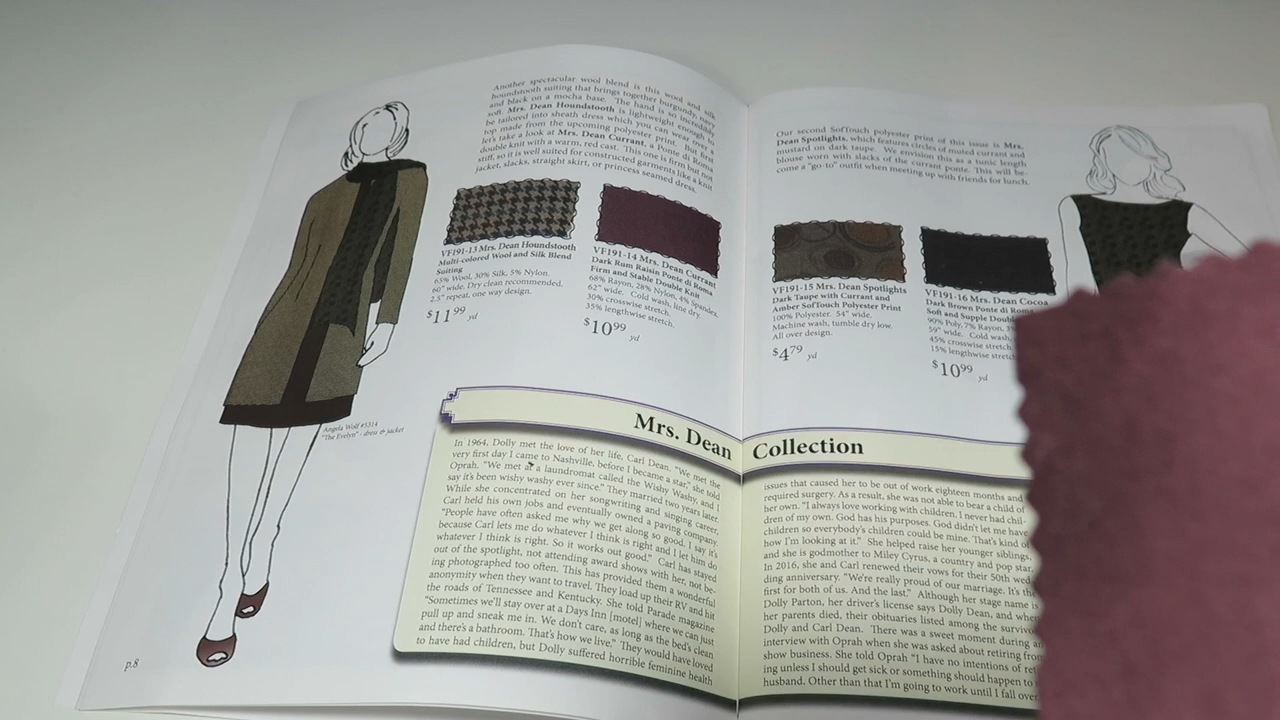 Another spectacular wool blend is this wool and silk
houndstooth suiting that brings together burgundy, navy
and black on a mocha base. The hand is so incredibly
soft. Mrs. Dean Houndstooth is lightweight enough to
be tailored into sheath dress which you can wear over a
top made from the upcoming polyester print. But first
let's take a look at Mrs. Dean Currant, a Ponte di Roma
double knit with a warm, red cast. This one is firm but not
stiff, so it is well suited for constructed garments like a knit
jacket, slacks, straight skirt, or princess seamed dress.
VF191-13 Mrs. Dean Houndstooth
Multi-colored Wool and Silk Blend
Suiting
65% Wool, 30% Silk, 5% Nylon.
60" wide. Dry clean recommended.
2.5" repeat, one way design.
$11.99 yd
VF191-14 Mrs. Dean Currant
Dark Rum Raisin Ponte di Roma
Firm and Stable Double Knit
68% Rayon, 28% Nylon, 4% Spandex.
62" wide. Cold wash, line dry.
30% crosswise stretch.
35% lengthwise stretch.
$10.99 yd
Angela Wolf #3314
"The Evelyn" - dress & jacket
Our second SofTouch polyester print of this issue is Mrs.
Dean Spotlights, which features circles of muted currant and
mustard on dark taupe. We envision this as a tunic length
blouse worn with slacks of the currant ponte. This will be-
come a "go-to" outfit when meeting up with friends for lunch.
VF191-15 Mrs. Dean Spotlights
Dark Taupe with Currant and
Amber SofTouch Polyester Print
100% Polyester. 54" wide.
Machine wash, tumble dry low.
All over design.
$4.79 yd
VF191-16 Mrs. Dean Cocoa
Dark Brown Ponte di Roma
Soft and Supple Double
90% Poly, 7% Rayon,
59" wide. Cold wash,
45% crosswise stretch
15% lengthwise stretch
$10.99 yd
Mrs. Dean Collection
In 1964, Dolly met the love of her life, Carl Dean. "We met the
very first day I came to Nashville, before I became a star," she told
Oprah. "We met at a laundromat called the Wishy Washy, and I
say it's been wishy washy ever since." They married two years later.
While she concentrated on her songwriting and singing career,
Carl held his own jobs and eventually owned a paving company.
"People have often asked me why we get along so good. I say it's
because Carl lets me do whatever I think is right and I let him do
whatever I think is right. So it works out good." Carl has stayed
out of the spotlight, not attending award shows with her, not be-
ing photographed too often. This has provided them a wonderful
anonymity when they want to travel. They load up their RV and hit
the roads of Tennessee and Kentucky. She told Parade magazine
"Sometimes we'll stay over at a Days Inn [motel] where we can just
pull up and sneak me in. We don't care, as long as the bed's clean
and there's a bathroom. That's how we live." They would have loved
to have had children, but Dolly suffered horrible feminine health
issues that caused her to be out of work eighteen months and
required surgery. As a result, she was not able to bear a child of
her own. "I always love working with children. I never had chil-
dren of my own. God has his purposes. God didn't let me have
children so everybody's children could be mine. That's kind of
how I'm looking at it." She helped raise her younger siblings,
and she is godmother to Miley Cyrus, a country and pop star.
In 2016, she and Carl renewed their vows for their 50th wed-
ding anniversary. "We're really proud of our marriage. It's the
first for both of us. And the last." Although her stage name is
Dolly Parton, her driver's license says Dolly Dean, and when
her parents died, their obituaries listed among the
Dolly and Carl Dean. There was a sweet moment during an
interview with Oprah when she was asked about retiring from
show business. She told Oprah "I have no intentions of
ing unless I should get sick or something should happen to
husband. Other than that I'm going to work until I fall over
p.8